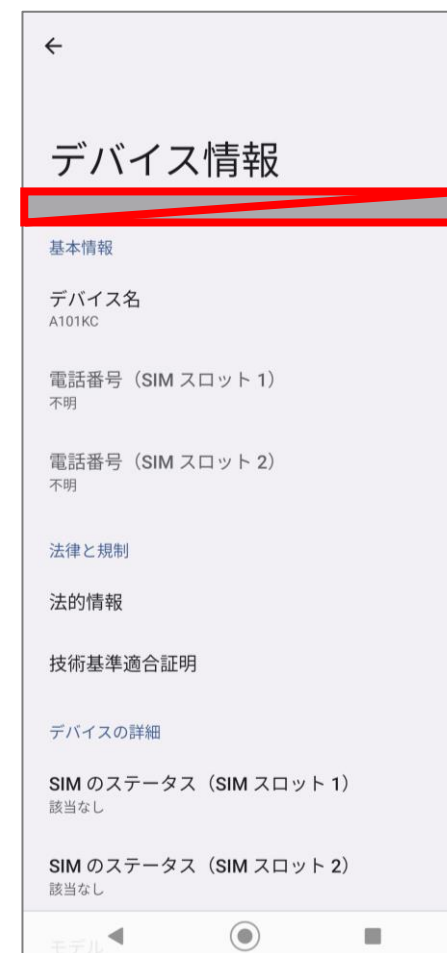 デバイス情報
基本情報
デバイス名
A101KC
電話番号（SIM スロット 1）
不明
電話番号（SIM スロット 2）
不明
法律と規制
法的情報
技術基準適合証明
デバイスの詳細
SIM のステータス（SIM スロット 1）
該当なし
SIM のステータス（SIM スロット 2）
該当なし
モデル